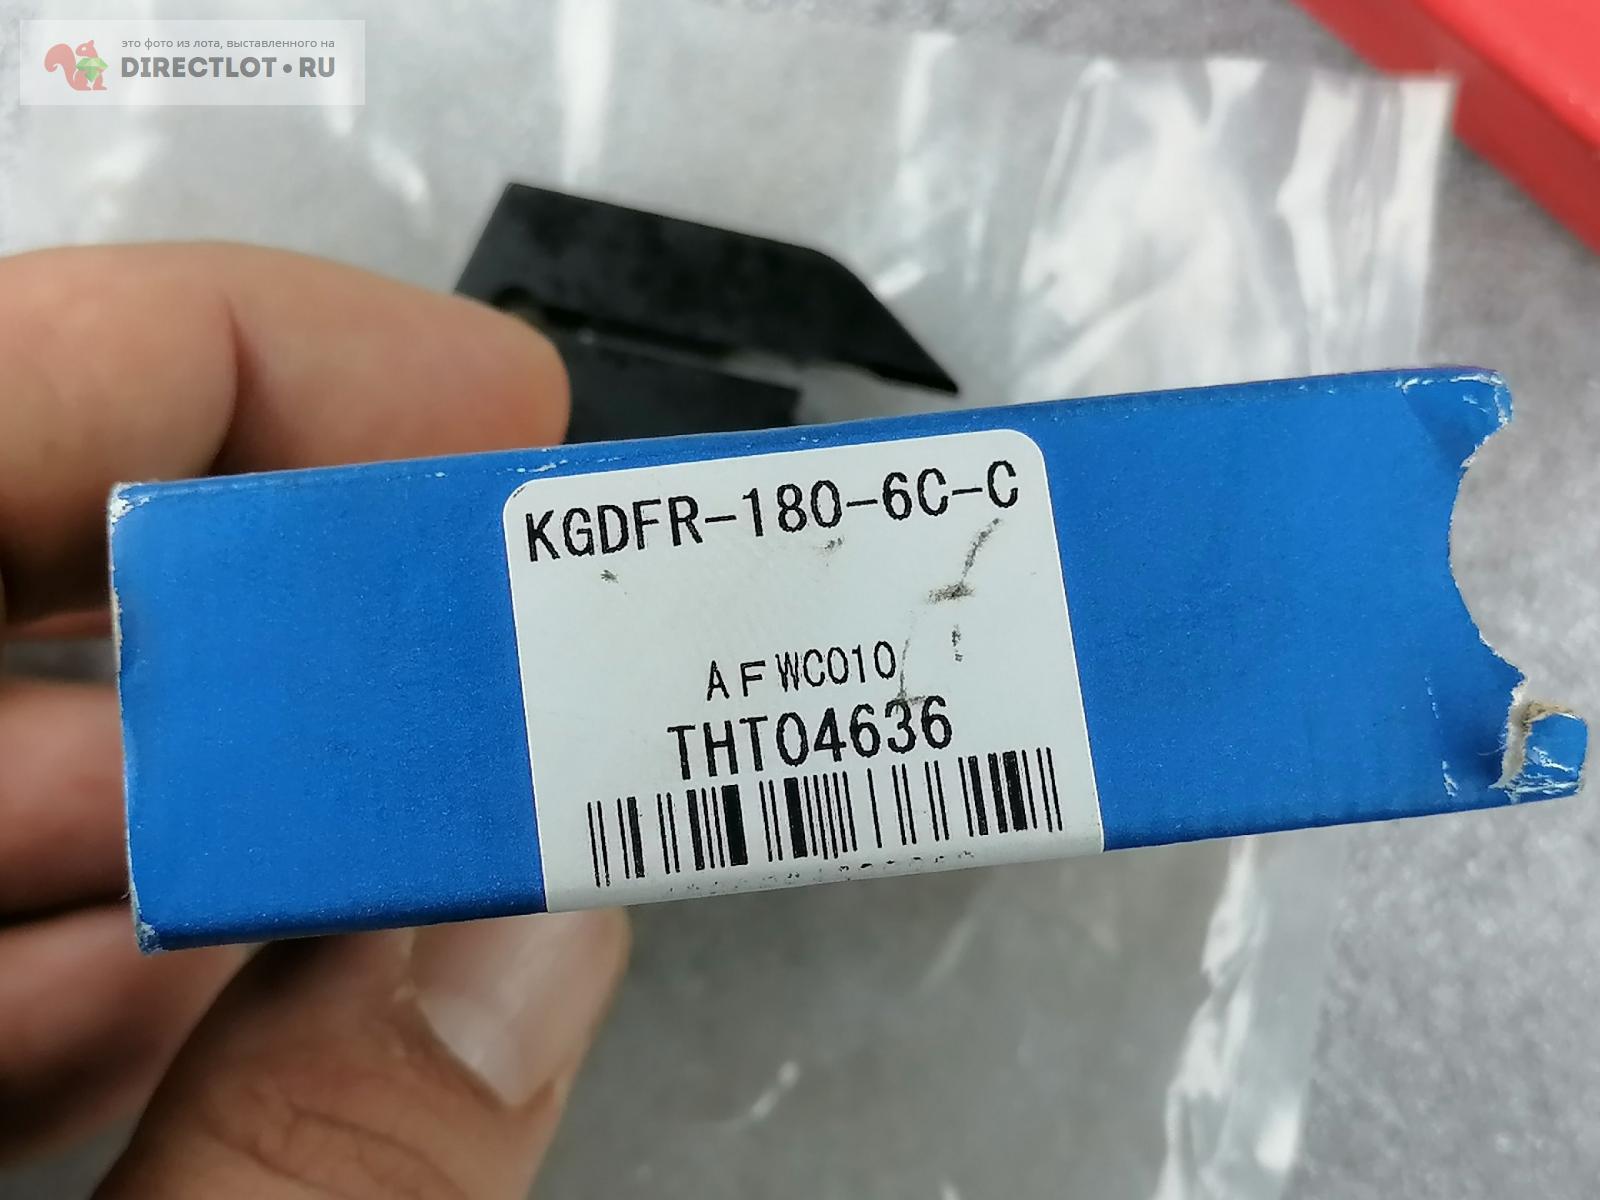 это фото из лота, выставленного на
DIRECTLOT•RU
KGDFR-180-6C-C
AFWC010
THT04636